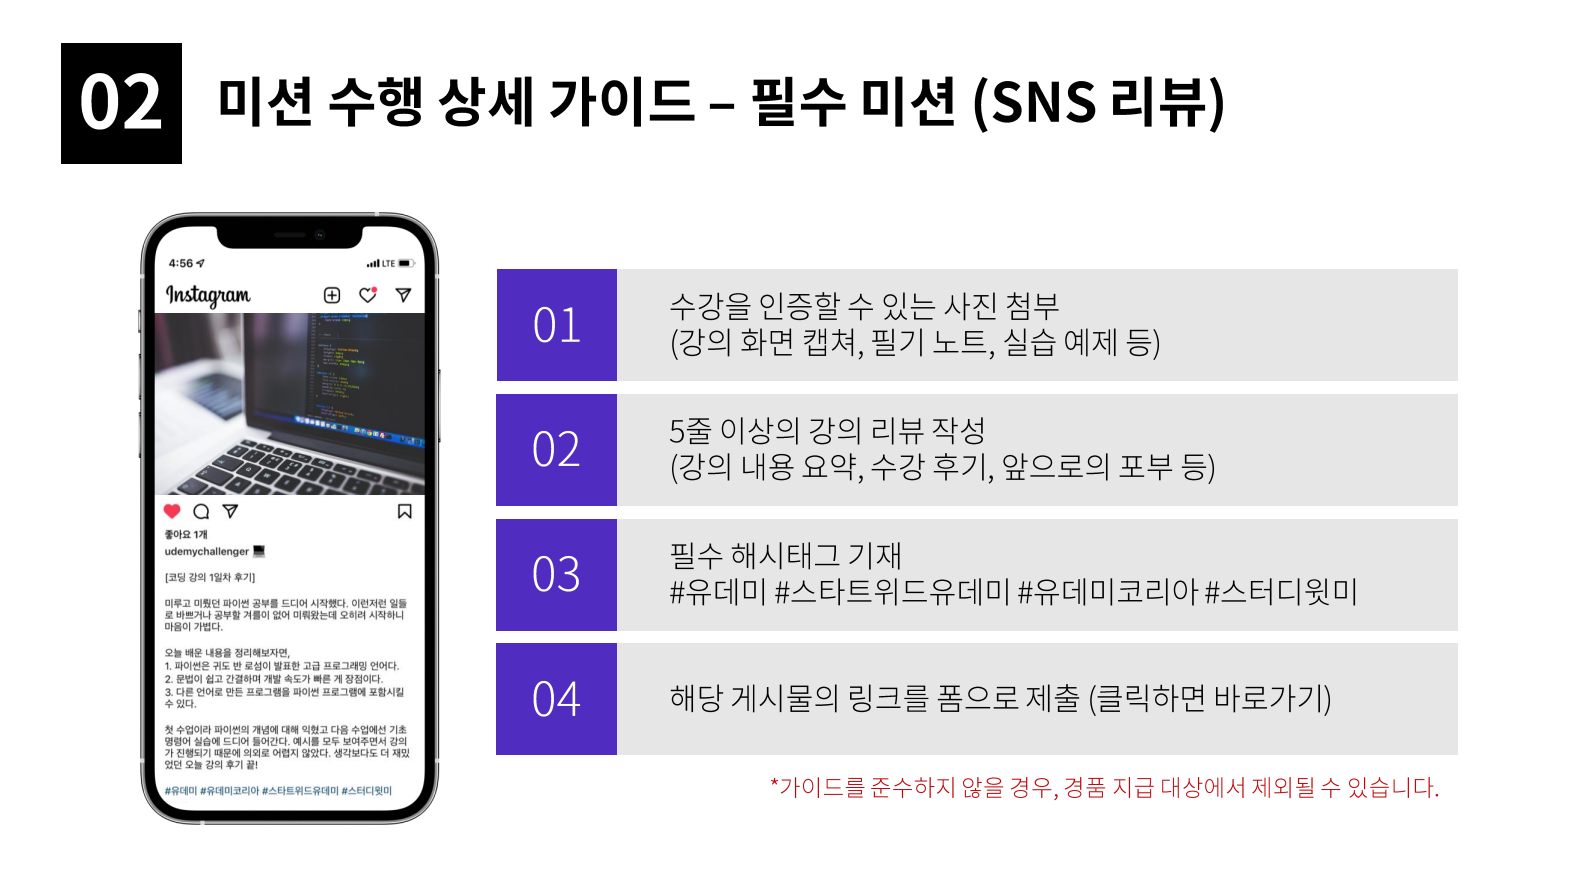 02
미션 수행 상세 가이드 – 필수 미션 (SNS 리뷰)
4:56
LTE
Instagram
좋아요 1개
udemychallenger
[코딩 강의 1일차 후기]
미루고 미뤘던 파이썬 공부를 드디어 시작했다. 이런저런 일들
로 바쁘거나 공부할 겨를이 없어 미뤄왔는데 오히려 시작하니
마음이 가볍다.
오늘 배운 내용을 정리해보자면,
1. 파이썬은 귀도 반 로섬이 발표한 고급 프로그래밍 언어다.
2. 문법이 쉽고 간결하며 개발 속도가 빠른 게 장점이다.
3. 다른 언어로 만든 프로그램을 파이썬 프로그램에 포함시킬
수 있다.
첫 수업이라 파이썬의 개념에 대해 익혔고 다음 수업에선 기초
명령어 실습에 드디어 들어간다. 예시를 모두 보여주면서 강의
가 진행되기 때문에 의외로 어렵지 않았다. 생각보다도 더 재밌
었던 오늘 강의 후기 끝!
#유데미 #유데미코리아 #스타트위드유데미 #스터디윗미
01
수강을 인증할 수 있는 사진 첨부
(강의 화면 캡쳐, 필기 노트, 실습 예제 등)
02
5줄 이상의 강의 리뷰 작성
(강의 내용 요약, 수강 후기, 앞으로의 포부 등)
03
필수 해시태그 기재
#유데미 #스타트위드유데미 #유데미코리아 #스터디윗미
04
해당 게시물의 링크를 폼으로 제출 (클릭하면 바로가기)
*가이드를 준수하지 않을 경우, 경품 지급 대상에서 제외될 수 있습니다.